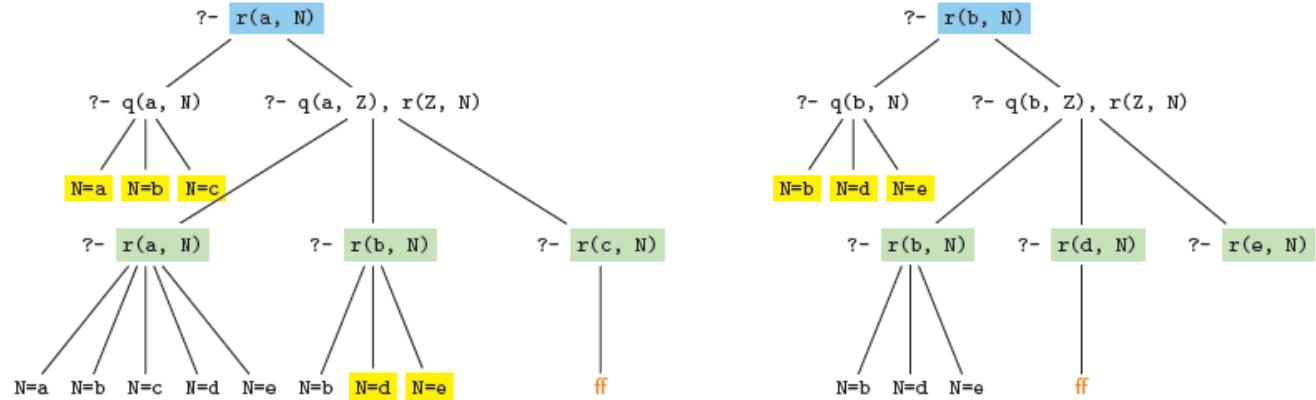 ?- r(a, N)
?- q(a, N)
?- q(a, Z), r(Z, N)
N=a
N=b
N=c
?- r(a, N)
?- r(b, N)
?- r(c, N)
N=a
N=b
N=c
N=d
N=e
N=b
N=d
N=e
ff
?- r(b, N)
?- q(b, N)
?- q(b, Z), r(Z, N)
N=b
N=d
N=e
?- r(b, N)
?- r(d, N)
?- r(e, N)
N=b
N=d
N=e
ff